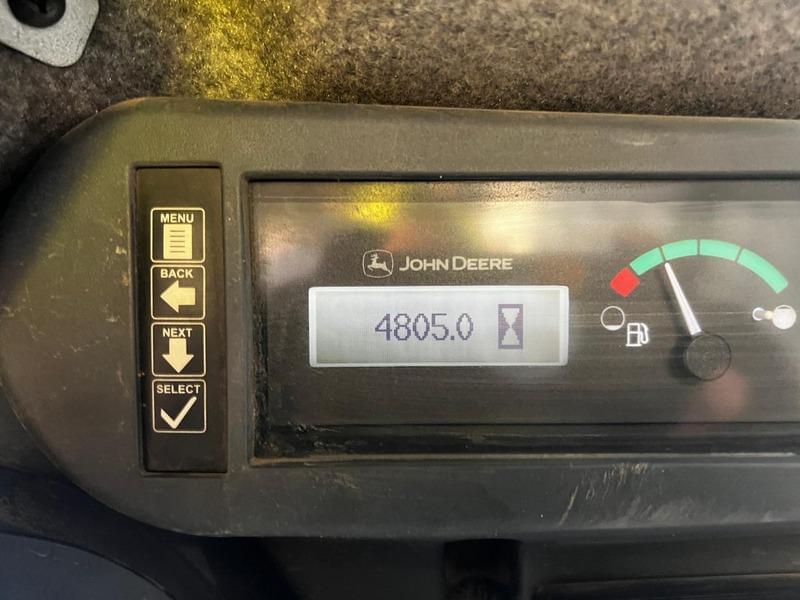 MENU
BACK
NEXT
SELECT
JOHN DEERE
4805.0